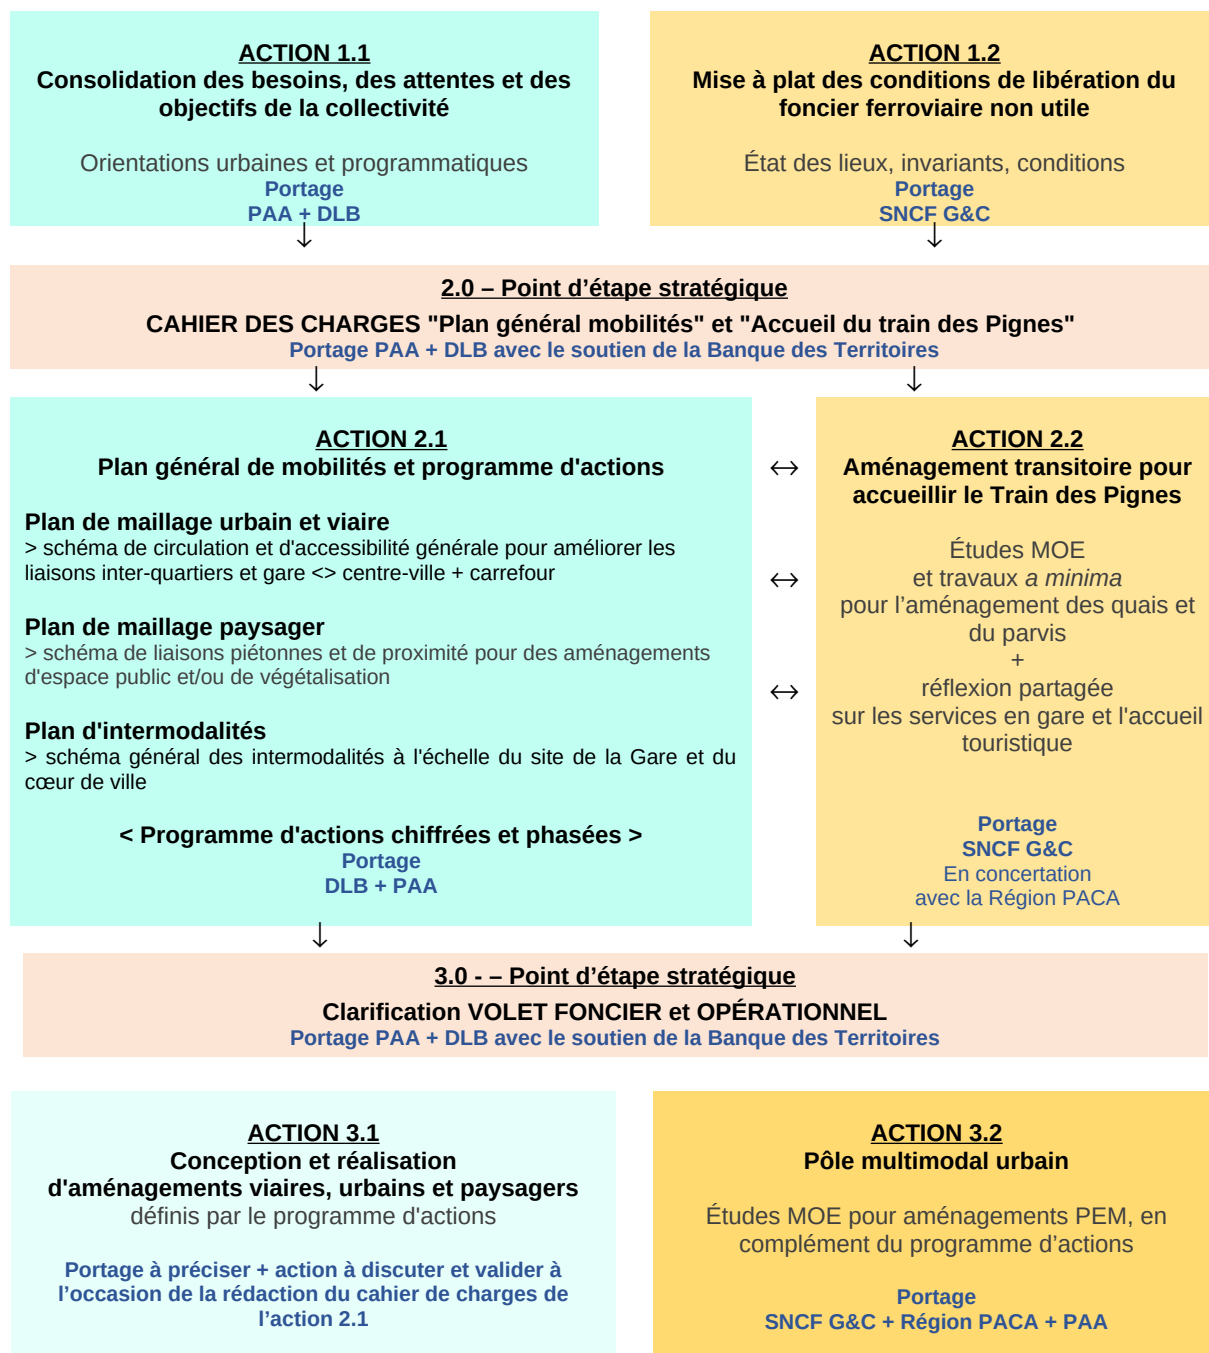 ACTION 1.1
Consolidation des besoins, des attentes et des
objectifs de la collectivité
Orientations urbaines et programmatiques
Portage
PAA + DLB
↓
ACTION 1.2
Mise à plat des conditions de libération du
foncier ferroviaire non utile
État des lieux, invariants, conditions
Portage
SNCF G&C
↓
2.0 – Point d’étape stratégique
CAHIER DES CHARGES "Plan général mobilités" et "Accueil du train des Pignes"
Portage PAA + DLB avec le soutien de la Banque des Territoires
↓ ↓
ACTION 2.1
Plan général de mobilités et programme d'actions
Plan de maillage urbain et viaire
> schéma de circulation et d'accessibilité générale pour améliorer les
liaisons inter-quartiers et gare <> centre-ville + carrefour
Plan de maillage paysager
> schéma de liaisons piétonnes et de proximité pour des aménagements
d'espace public et/ou de végétalisation
Plan d'intermodalités
> schéma général des intermodalités à l'échelle du site de la Gare et du
cœur de ville
< Programme d'actions chiffrées et phasées >
Portage
DLB + PAA
↔
↔
↔
ACTION 2.2
Aménagement transitoire pour
accueillir le Train des Pignes
Études MOE
et travaux a minima
pour l’aménagement des quais et
du parvis
+
réflexion partagée
sur les services en gare et l'accueil
touristique
Portage
SNCF G&C
En concertation
avec la Région PACA
↓ ↓
3.0 - – Point d’étape stratégique
Clarification VOLET FONCIER et OPÉRATIONNEL
Portage PAA + DLB avec le soutien de la Banque des Territoires
ACTION 3.1
Conception et réalisation
d'aménagements viaires, urbains et paysagers
définis par le programme d'actions
Portage à préciser + action à discuter et valider à
l’occasion de la rédaction du cahier de charges de
l’action 2.1
ACTION 3.2
Pôle multimodal urbain
Études MOE pour aménagements PEM, en
complément du programme d’actions
Portage
SNCF G&C + Région PACA + PAA